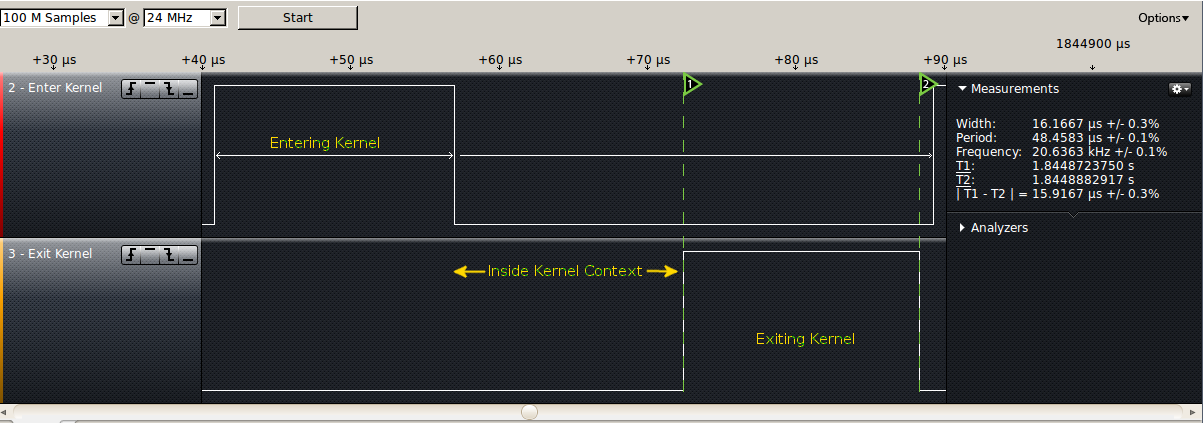 100 M Samples @ 24 MHz Start Options
1844900 µs
+30 µs +40 µs +50 µs +60 µs +70 µs +80 µs +90 µs
2 - Enter Kernel
1 2
Measurements
Entering Kernel
Width: 16.1667 µs +/- 0.3%
Period: 48.4583 µs +/- 0.1%
Frequency: 20.6363 kHz +/- 0.1%
T1: 1.8448723750 s
T2: 1.8448882917 s
| T1 - T2 | = 15.9167 µs +/- 0.3%
Analyzers
3 - Exit Kernel
Inside Kernel Context
Exiting Kernel